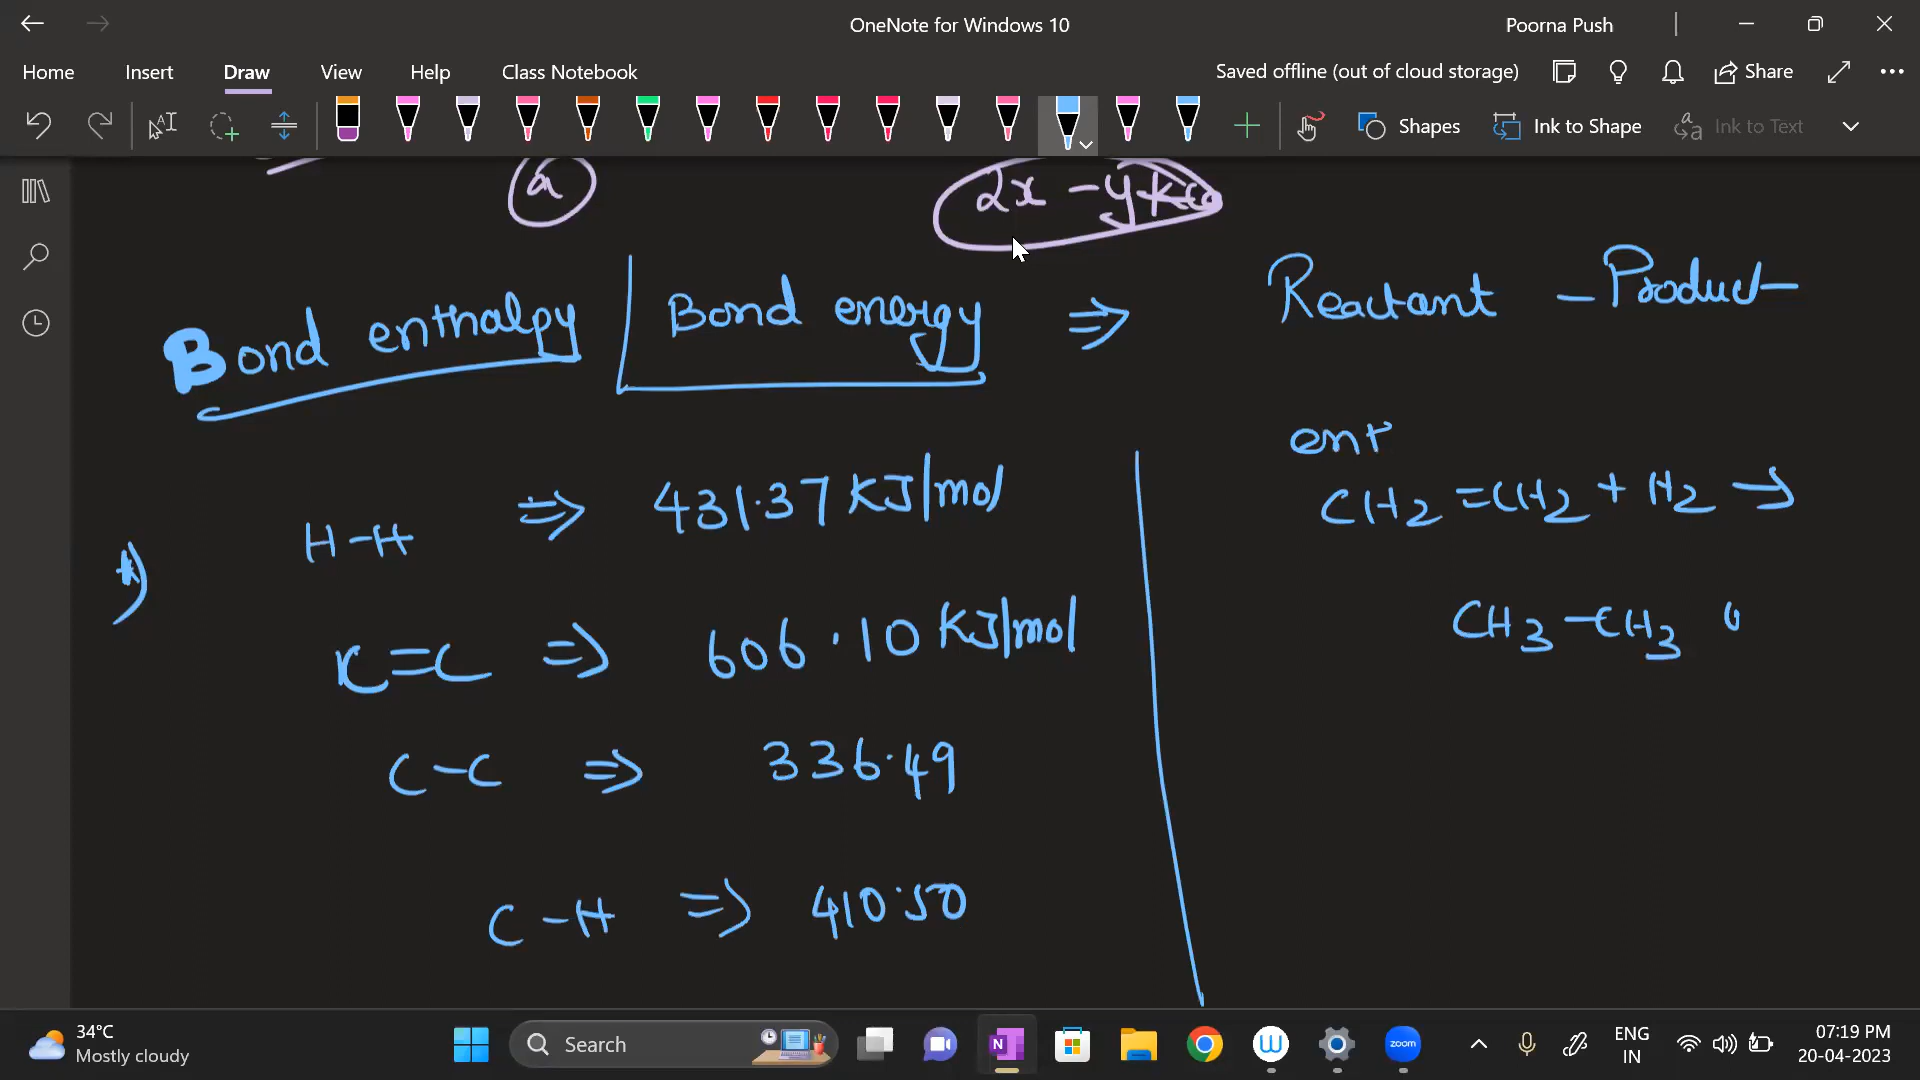 OneNote for Windows 10
Poorna Push
Home Insert Draw View Help Class Notebook
Saved offline (out of cloud storage)
Share
Shapes
Ink to Shape
Ink to Text
a
2x - y
Bond enthalpy | Bond energy ⇒ Reactant - Product
ent
H-H ⇒ 431.37 KJ/mol
CH2=CH2 + H2 →
C=C ⇒ 606.10 KJ/mol
CH3-CH3
C-C ⇒ 336.49
C-H ⇒ 410.50
34°C
Mostly cloudy
Search
zoom
ENG
IN
07:19 PM
20-04-2023